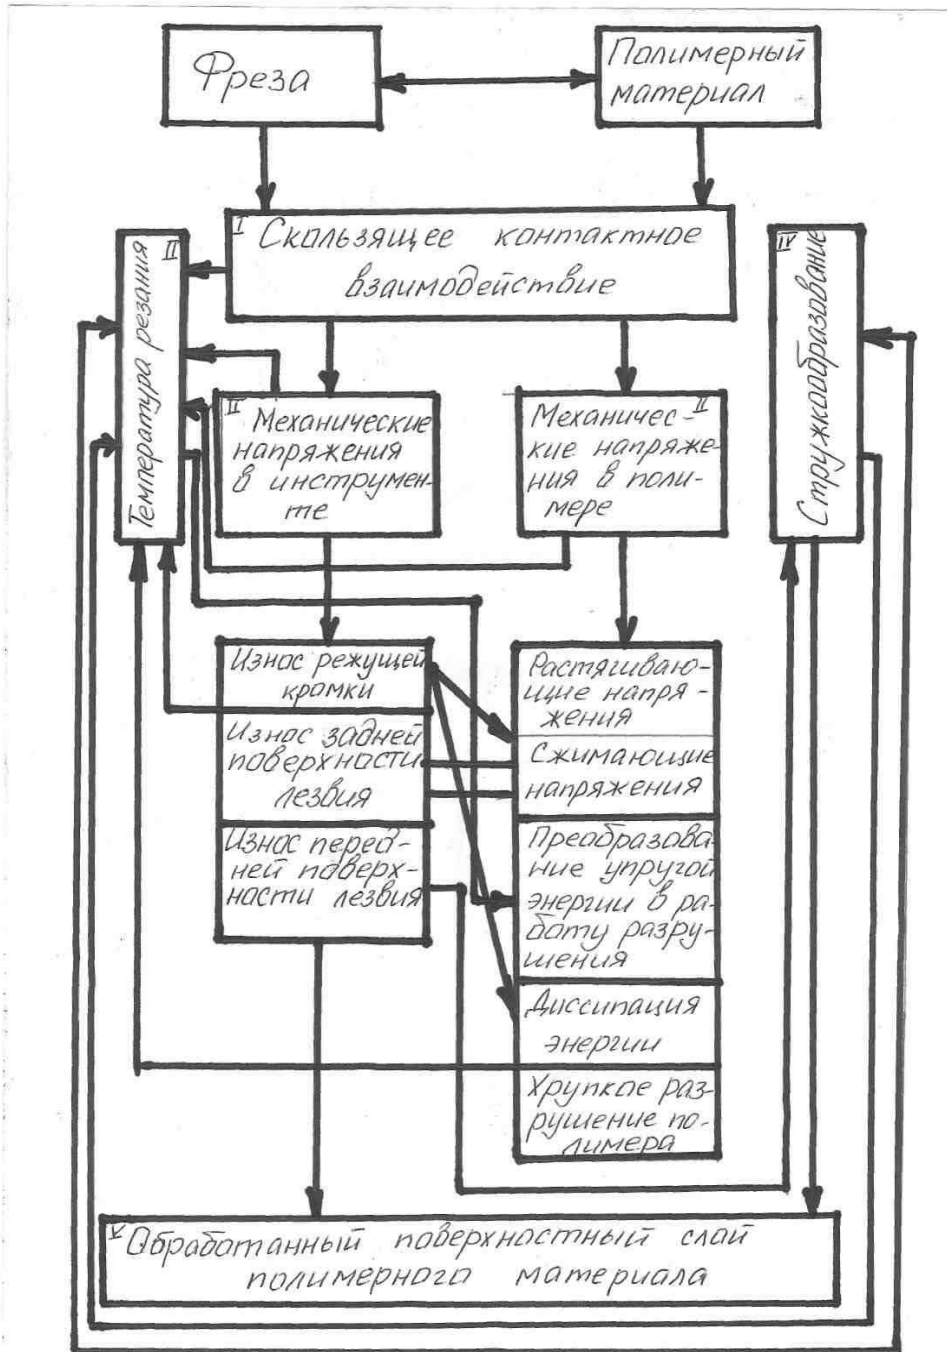 Фреза
Полимерный
материал
I
Скользящее контактное
взаимодействие
II
Температура резания
IV
Стружкообразование
II
Механические
напряжения
в инструмен-
те
II
Механичес-
кие напряже-
ния в поли-
мере
Износ режущей
кромки
Износ задней
поверхности
лезвия
Износ перед-
ней поверх-
ности лезвия
Растягиваю-
щие напря-
жения
Сжимающие
напряжения
Преобразова-
ние упругой
энергии в ра-
боту разру-
шения
Диссипация
энергии
Хрупкое раз-
рушение по-
лимера
V
Обработанный поверхностный слой
полимерного материала